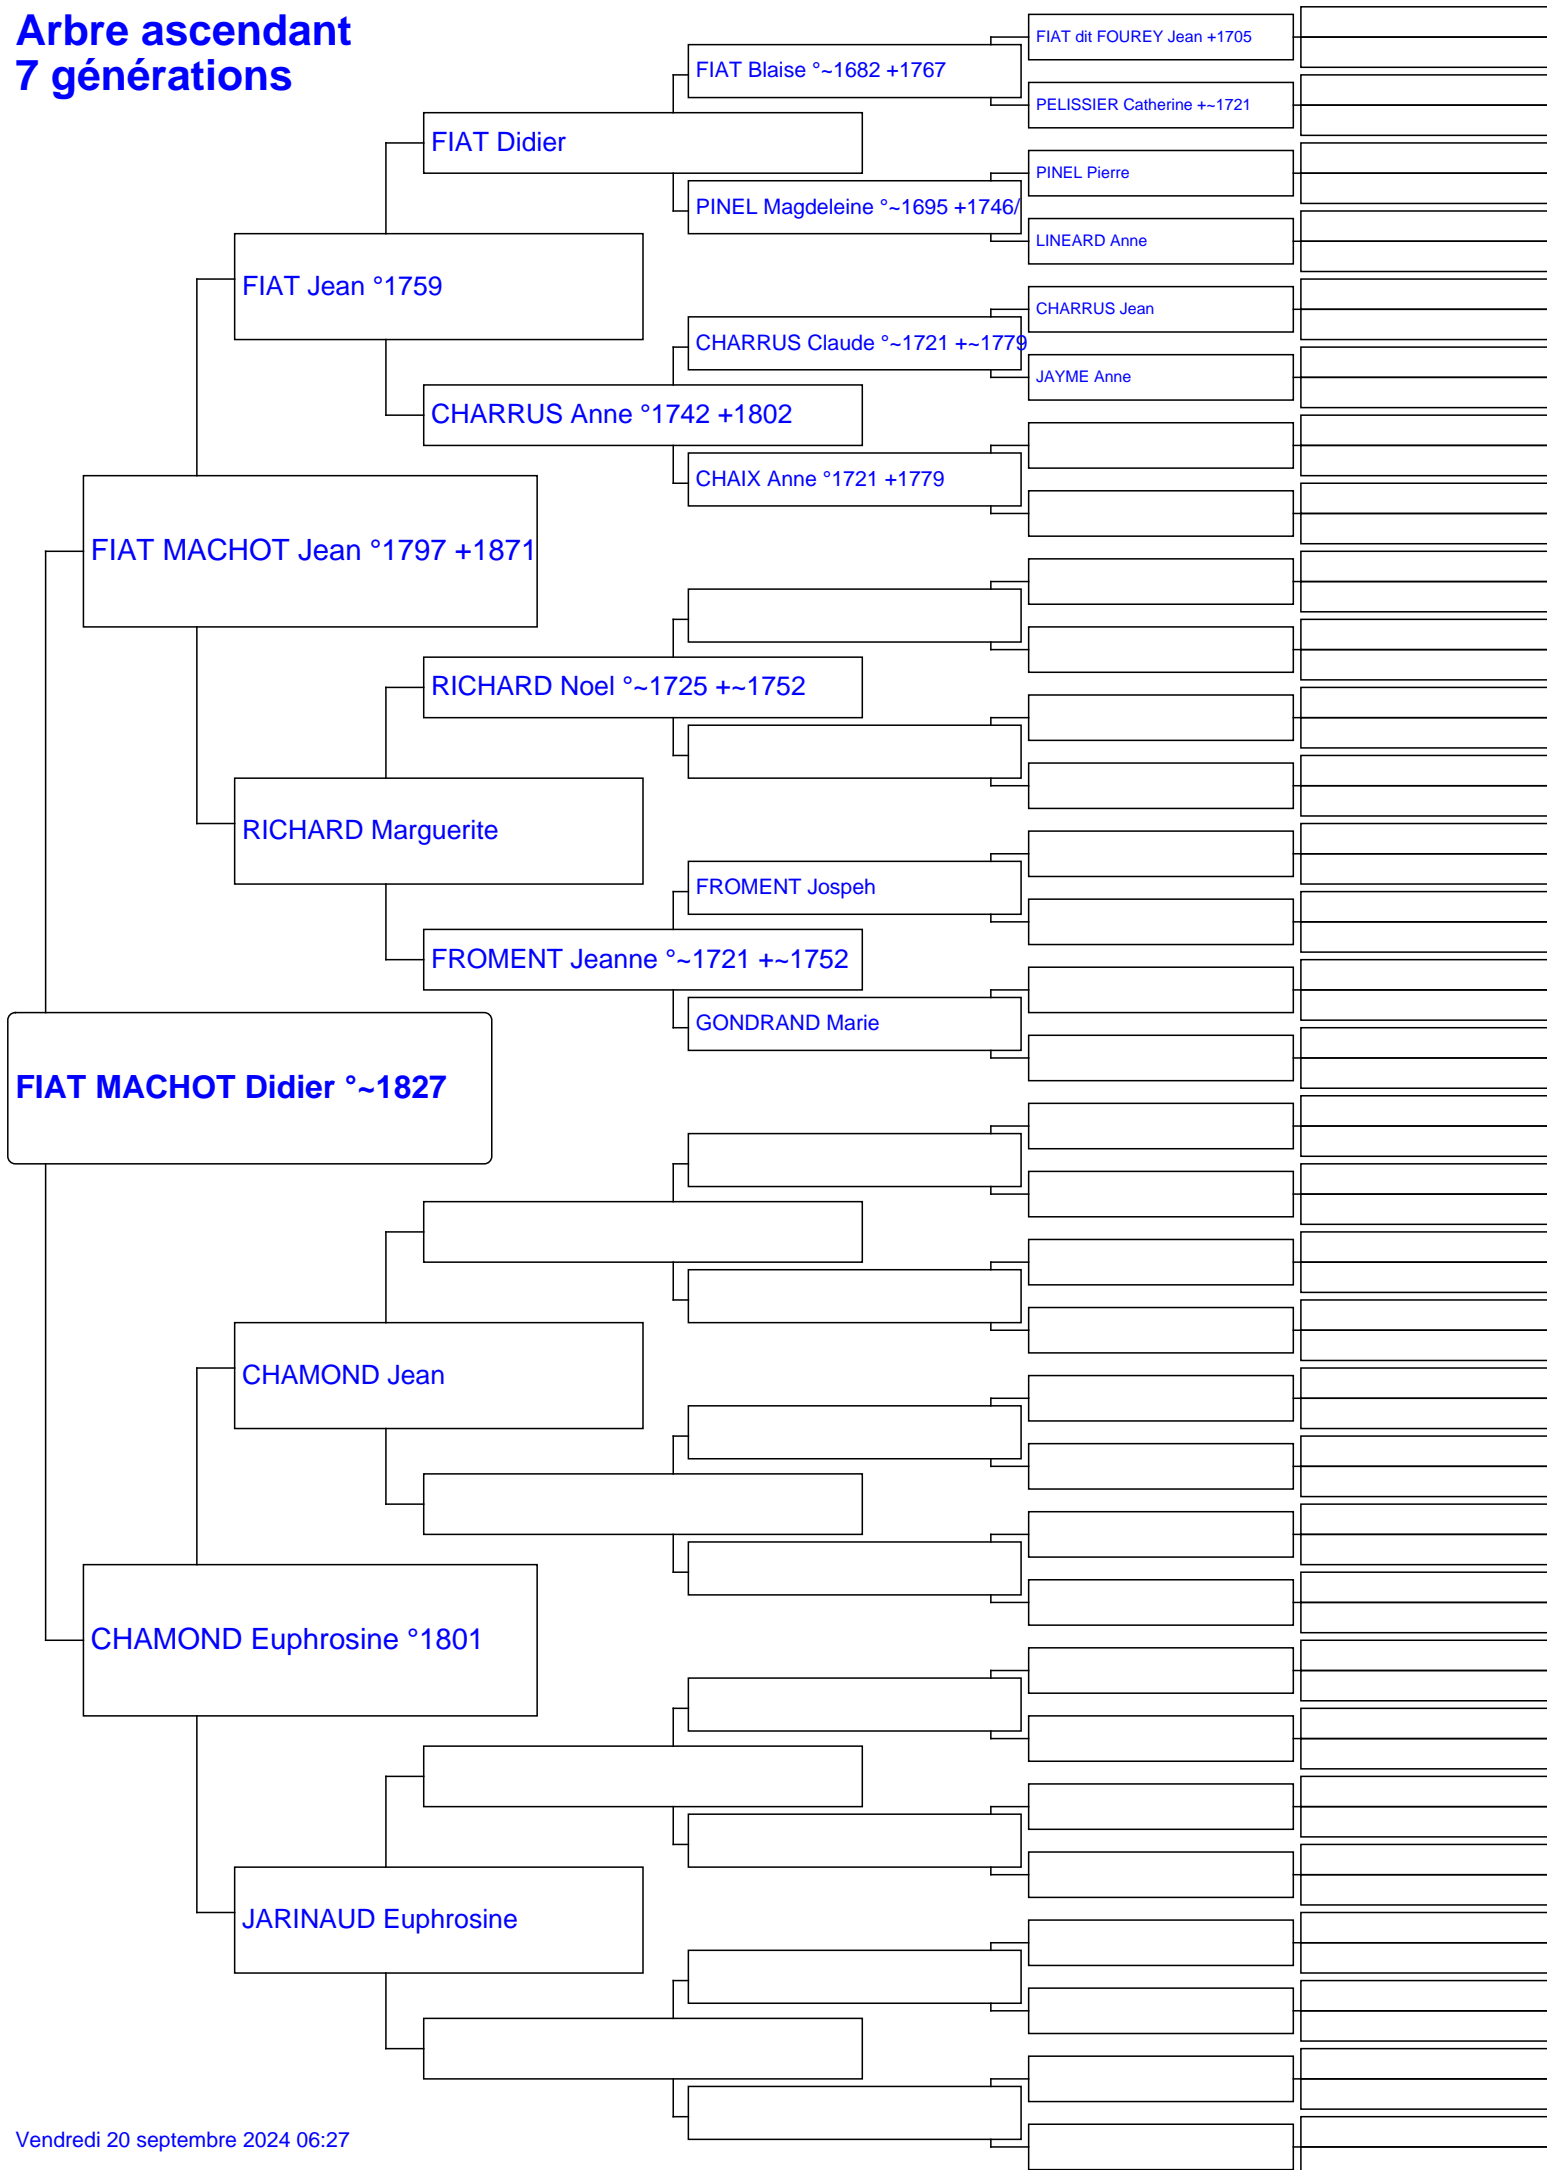 Arbre ascendant
7 générations
FIAT dit FOUREY Jean +1705
FIAT Blaise °~1682 +1767
PELISSIER Catherine +~1721
FIAT Didier
PINEL Pierre
PINEL Magdeleine °~1695 +1746/
LINEARD Anne
FIAT Jean °1759
CHARRUS Jean
CHARRUS Claude °~1721 +~1779
JAYME Anne
CHARRUS Anne °1742 +1802
CHAIX Anne °1721 +1779
FIAT MACHOT Jean °1797 +1871
RICHARD Noel °~1725 +~1752
RICHARD Marguerite
FROMENT Jospeh
FROMENT Jeanne °~1721 +~1752
GONDRAND Marie
FIAT MACHOT Didier °~1827
CHAMOND Jean
CHAMOND Euphrosine °1801
JARINAUD Euphrosine
Vendredi 20 septembre 2024 06:27